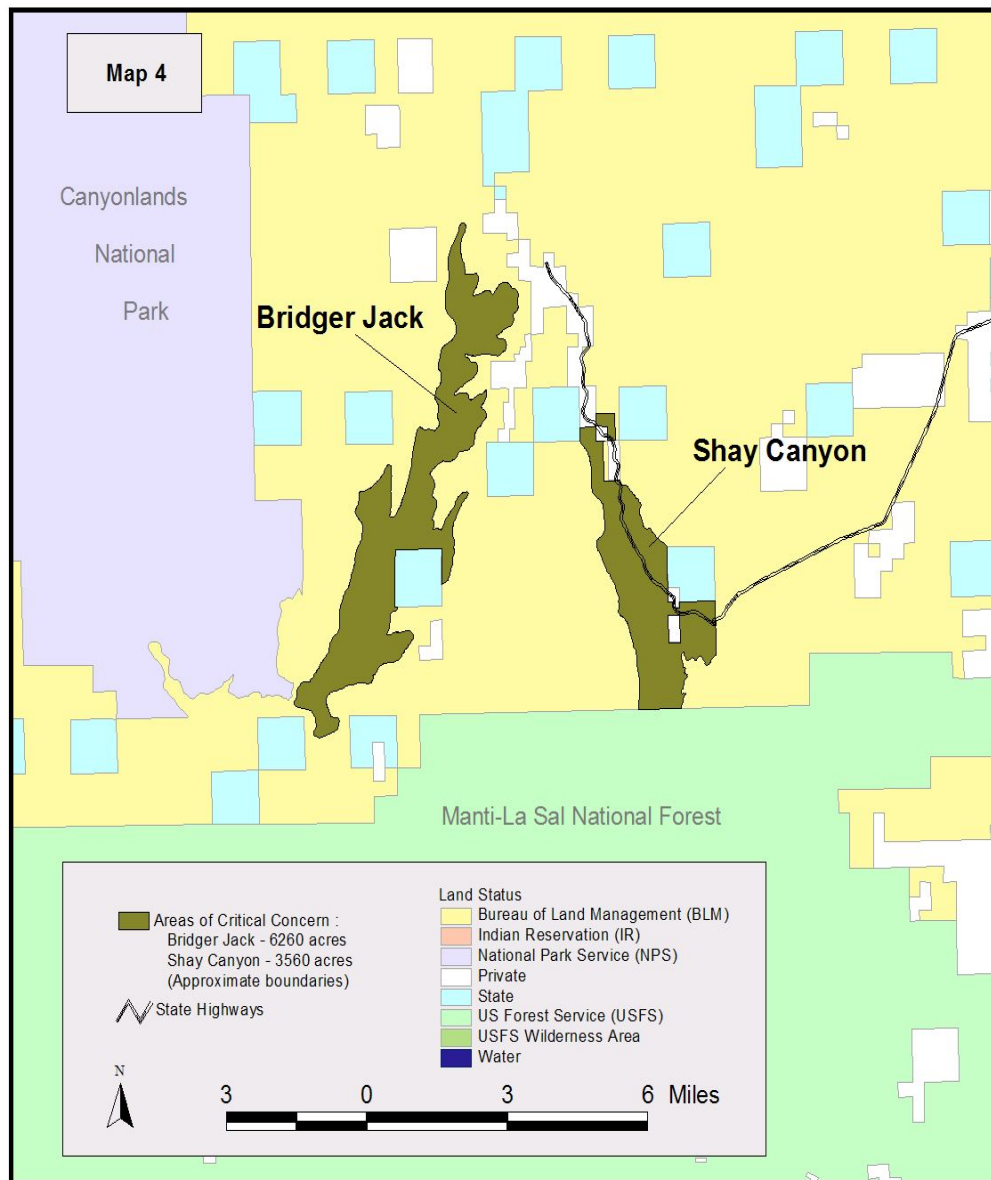 Map 4
Canyonlands
National
Park
Bridger Jack
Shay Canyon
Manti-La Sal National Forest
Areas of Critical Concern :
Bridger Jack - 6260 acres
Shay Canyon - 3560 acres
(Approximate boundaries)
State Highways
N
Land Status
Bureau of Land Management (BLM)
Indian Reservation (IR)
National Park Service (NPS)
Private
State
US Forest Service (USFS)
USFS Wilderness Area
Water
3 0 3 6 Miles